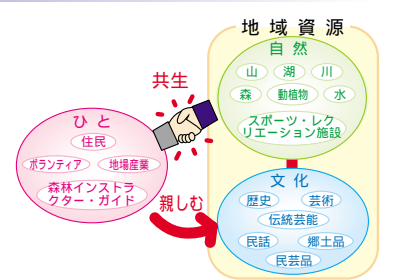 地域資源
自然
山 湖 川
森 動植物 水
スポーツ・レク
リエーション施設
共生
ひと
住民
ボランティア 地場産業
森林インストラ
クター・ガイド
親しむ
文化
歴史 芸術
伝統芸能
民話 郷土品
民芸品